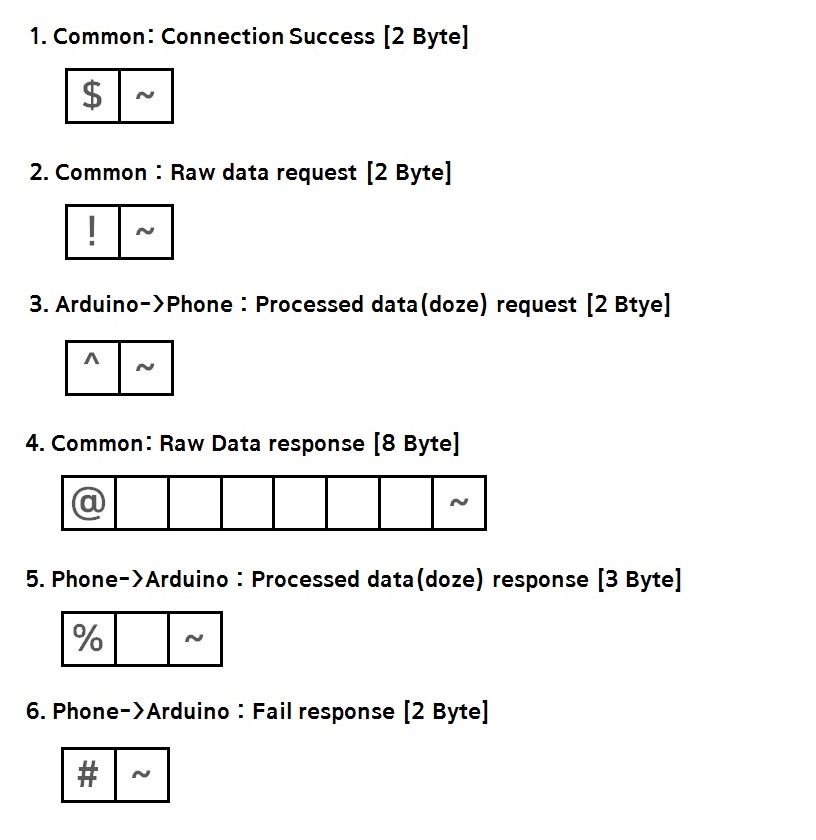 1. Common: Connection Success [2 Byte]
$ ~
2. Common : Raw data request [2 Byte]
! ~
3. Arduino->Phone : Processed data(doze) request [2 Btye]
^ ~
4. Common: Raw Data response [8 Byte]
@ ~
5. Phone->Arduino : Processed data(doze) response [3 Byte]
% ~
6. Phone->Arduino : Fail response [2 Byte]
# ~